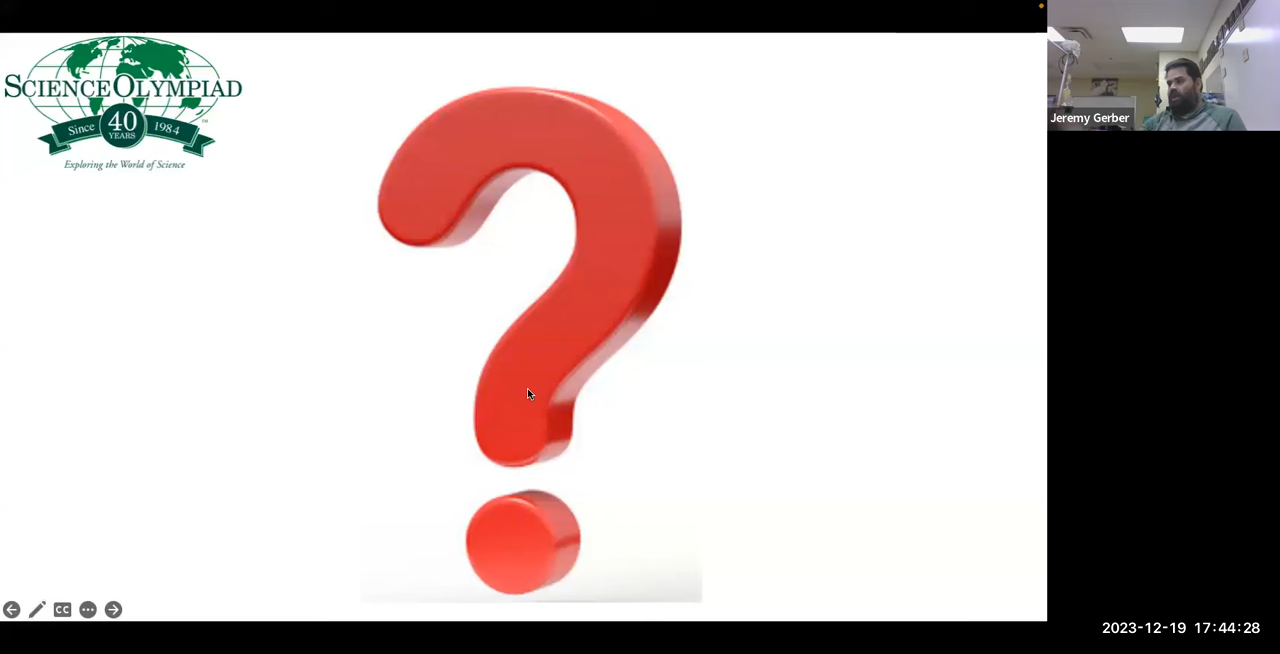 SCIENCE OLYMPIAD
Since 40 YEARS 1984
™
Exploring the World of Science
Jeremy Gerber
CC
2023-12-19 17:44:28